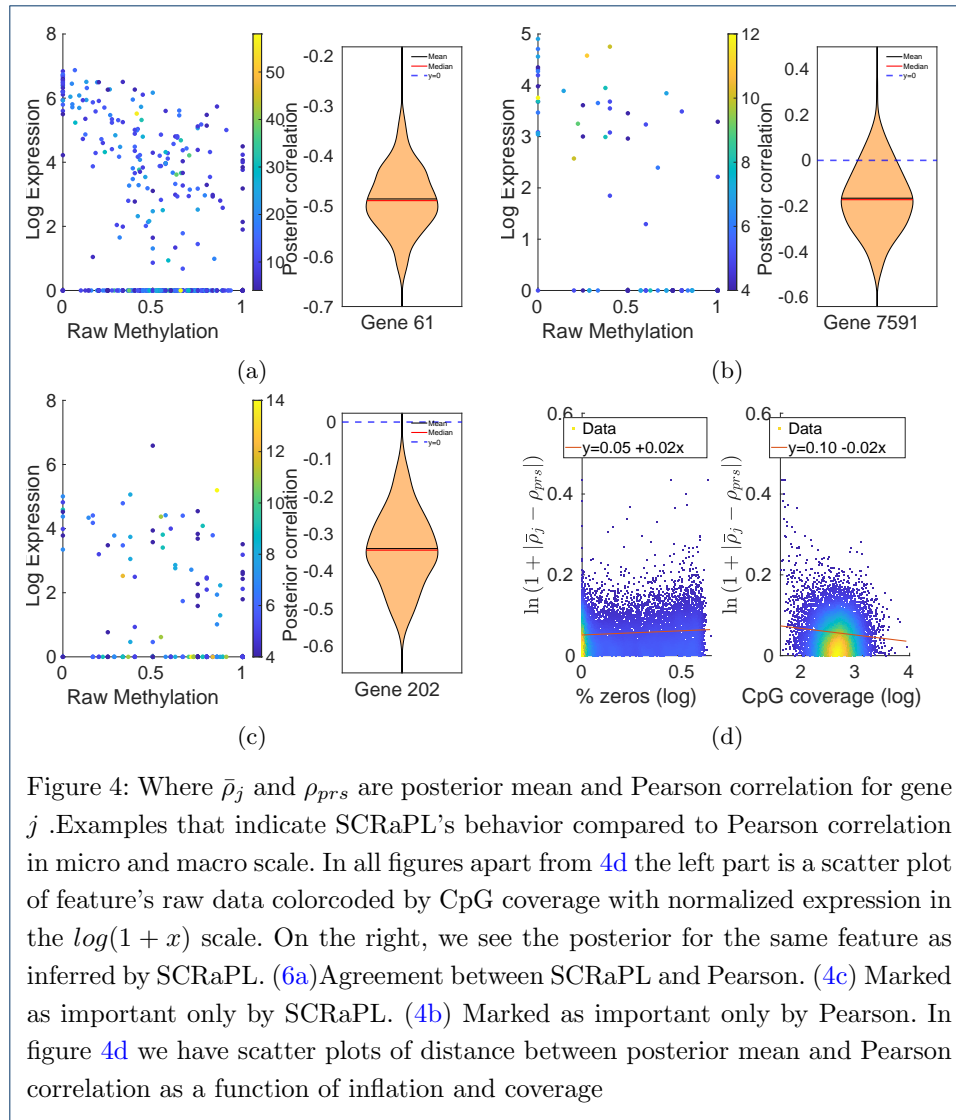 8
6
4
2
0
Log Expression
0
0.5
1
Raw Methylation
50
40
30
20
10
-0.2
-0.3
-0.4
-0.5
-0.6
-0.7
Posterior correlation
Mean
Median
y=0
Gene 61
(a)
5
4
3
2
1
0
Log Expression
0
0.5
1
Raw Methylation
12
10
8
6
4
0.4
0.2
0
-0.2
-0.4
-0.6
Posterior correlation
Mean
Median
y=0
Gene 7591
(b)
8
6
4
2
0
Log Expression
0
0.5
1
Raw Methylation
14
12
10
8
6
4
0
-0.1
-0.2
-0.3
-0.4
-0.5
-0.6
Posterior correlation
Mean
Median
y=0
Gene 202
(c)
0.6
0.4
0.2
0
ln (1 + |ρ̄j − ρprs|)
Data
y=0.05 +0.02x
0
0.5
% zeros (log)
0.6
0.4
0.2
0
ln (1 + |ρ̄j − ρprs|)
Data
y=0.10 -0.02x
2
3
4
CpG coverage (log)
(d)
Figure 4: Where ρ̄j and ρprs are posterior mean and Pearson correlation for gene
j .Examples that indicate SCRaPL's behavior compared to Pearson correlation
in micro and macro scale. In all figures apart from 4d the left part is a scatter plot
of feature's raw data colorcoded by CpG coverage with normalized expression in
the log(1 + x) scale. On the right, we see the posterior for the same feature as
inferred by SCRaPL. (6a)Agreement between SCRaPL and Pearson. (4c) Marked
as important only by SCRaPL. (4b) Marked as important only by Pearson. In
figure 4d we have scatter plots of distance between posterior mean and Pearson
correlation as a function of inflation and coverage